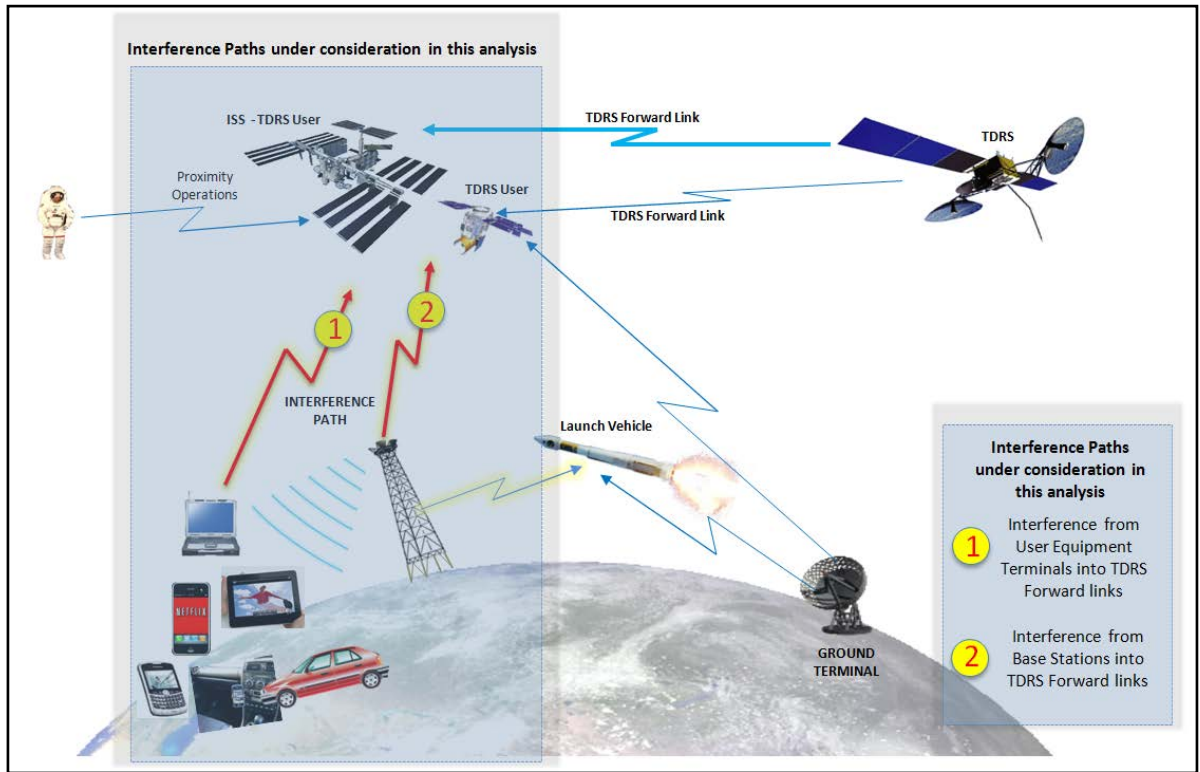 Interference Paths under consideration in this analysis
ISS - TDRS User
TDRS Forward Link
TDRS
Proximity
Operations
TDRS User
TDRS Forward Link
1
2
INTERFERENCE
PATH
Launch Vehicle
NETFLIX
GROUND
TERMINAL
Interference Paths
under consideration in
this analysis
1
Interference from
User Equipment
Terminals into TDRS
Forward links
2
Interference from
Base Stations into
TDRS Forward links